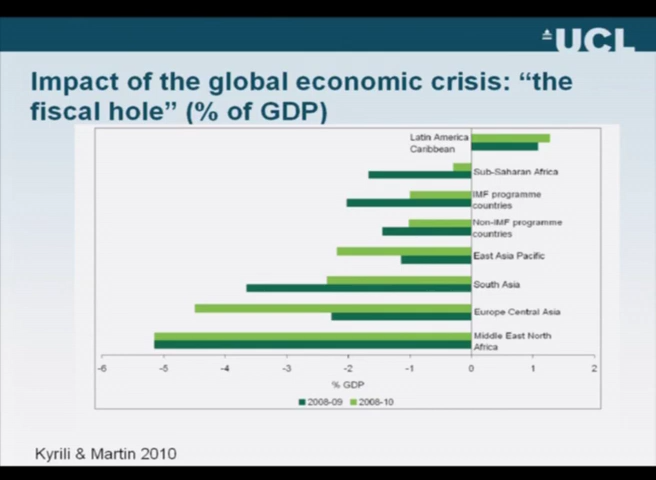 UCL
Impact of the global economic crisis: “the
fiscal hole” (% of GDP)
Latin America
Caribbean
Sub-Saharan Africa
IMF programme
countries
Non-IMF programme
countries
East Asia Pacific
South Asia
Europe Central Asia
Middle East North
Africa
-6 -5 -4 -3 -2 -1 0 1 2
% GDP
2008-09 2008-10
Kyrili & Martin 2010